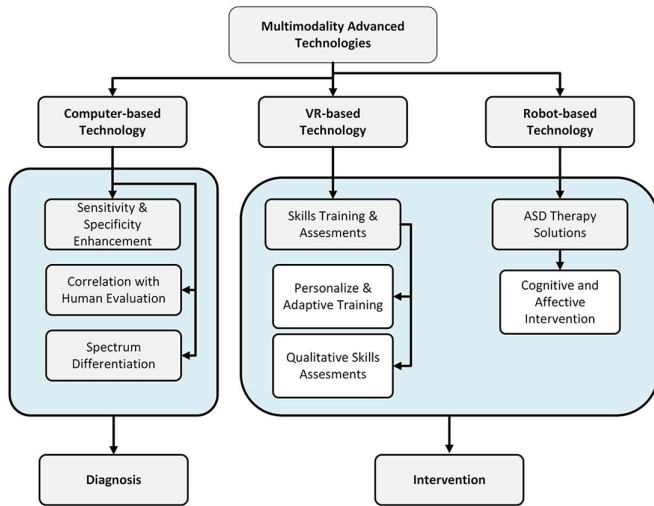 Multimodality Advanced
Technologies
Computer-based
Technology
VR-based
Technology
Robot-based
Technology
Sensitivity &
Specificity
Enhancement
Correlation with
Human Evaluation
Spectrum
Differentiation
Skills Training &
Assesments
Personalize &
Adaptive Training
Qualitative Skills
Assesments
ASD Therapy
Solutions
Cognitive and
Affective
Intervention
Diagnosis
Intervention